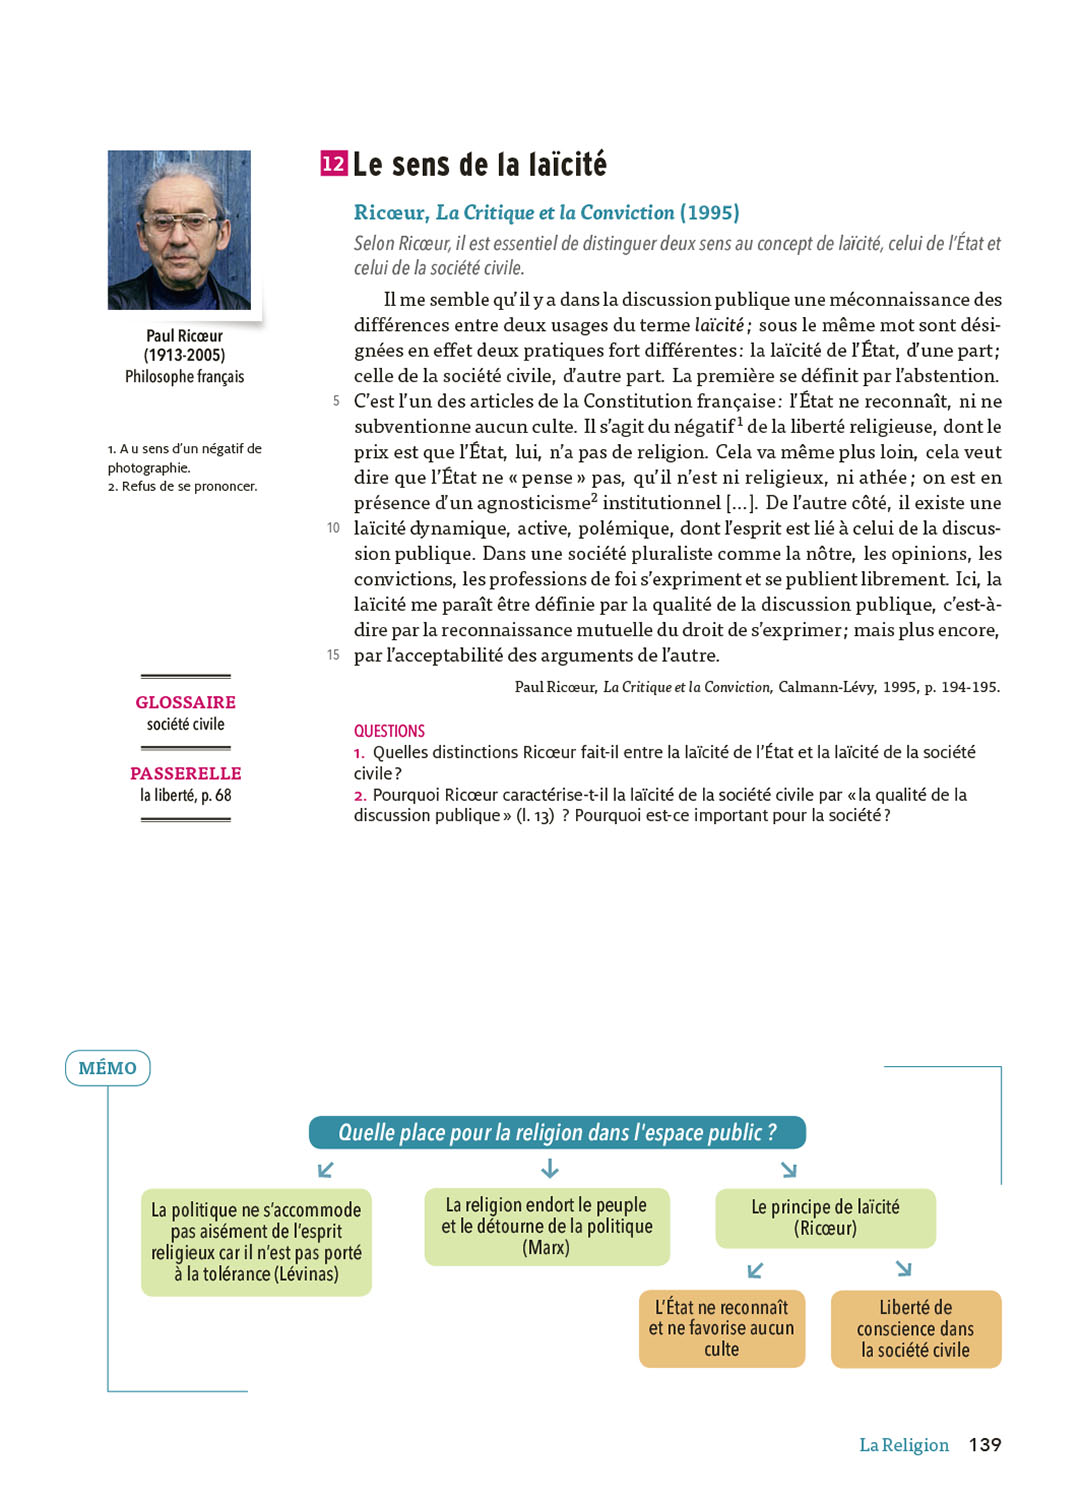 12 Le sens de la laïcité
Ricœur, La Critique et la Conviction (1995)
Selon Ricœur, il est essentiel de distinguer deux sens au concept de laïcité, celui de l'État et
celui de la société civile.
Il me semble qu'il y a dans la discussion publique une méconnaissance des
différences entre deux usages du terme laïcité ; sous le même mot sont dési-
gnées en effet deux pratiques fort différentes : la laïcité de l'État, d'une part ;
celle de la société civile, d'autre part. La première se définit par l'abstention.
5 C'est l'un des articles de la Constitution française : l'État ne reconnaît, ni ne
subventionne aucun culte. Il s'agit du négatif¹ de la liberté religieuse, dont le
prix est que l'État, lui, n'a pas de religion. Cela va même plus loin, cela veut
dire que l'État ne « pense » pas, qu'il n'est ni religieux, ni athée ; on est en
présence d'un agnosticisme² institutionnel [...]. De l'autre côté, il existe une
10 laïcité dynamique, active, polémique, dont l'esprit est lié à celui de la discus-
sion publique. Dans une société pluraliste comme la nôtre, les opinions, les
convictions, les professions de foi s'expriment et se publient librement. Ici, la
laïcité me paraît être définie par la qualité de la discussion publique, c'est-à-
dire par la reconnaissance mutuelle du droit de s'exprimer ; mais plus encore,
15 par l'acceptabilité des arguments de l'autre.
Paul Ricœur, La Critique et la Conviction, Calmann-Lévy, 1995, p. 194-195.
Paul Ricœur
(1913-2005)
Philosophe français
1. A u sens d'un négatif de
photographie.
2. Refus de se prononcer.
GLOSSAIRE
société civile
PASSERELLE
la liberté, p. 68
QUESTIONS
1. Quelles distinctions Ricœur fait-il entre la laïcité de l'État et la laïcité de la société
civile ?
2. Pourquoi Ricœur caractérise-t-il la laïcité de la société civile par « la qualité de la
discussion publique » (l. 13) ? Pourquoi est-ce important pour la société ?
MÉMO
Quelle place pour la religion dans l'espace public ?
La politique ne s'accommode
pas aisément de l'esprit
religieux car il n'est pas porté
à la tolérance (Lévinas)
La religion endort le peuple
et le détourne de la politique
(Marx)
Le principe de laïcité
(Ricœur)
L'État ne reconnaît
et ne favorise aucun
culte
Liberté de
conscience dans
la société civile
La Religion 139